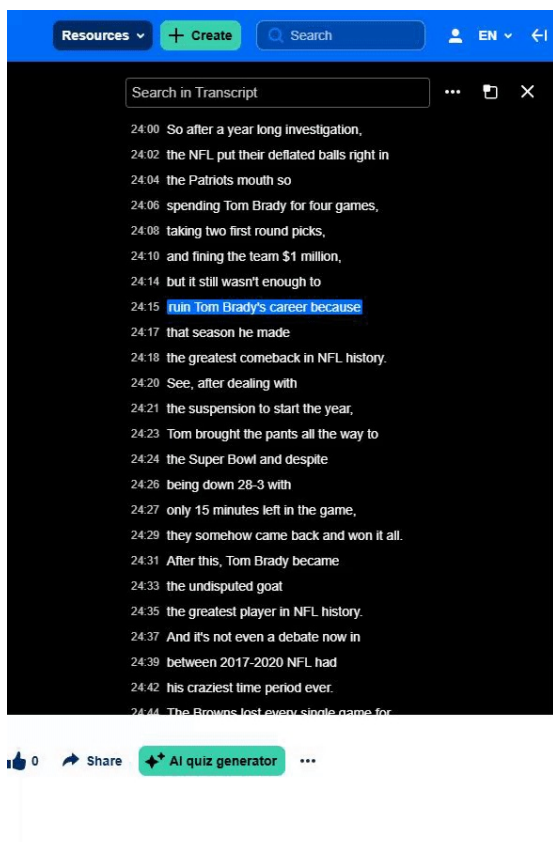 Resources + Create Search EN
Search in Transcript ...
24:00 So after a year long investigation,
24:02 the NFL put their deflated balls right in
24:04 the Patriots mouth so
24:06 spending Tom Brady for four games,
24:08 taking two first round picks,
24:10 and fining the team $1 million,
24:14 but it still wasn't enough to
24:15 ruin Tom Brady's career because
24:17 that season he made
24:18 the greatest comeback in NFL history.
24:20 See, after dealing with
24:21 the suspension to start the year,
24:23 Tom brought the pants all the way to
24:24 the Super Bowl and despite
24:26 being down 28-3 with
24:27 only 15 minutes left in the game,
24:29 they somehow came back and won it all.
24:31 After this, Tom Brady became
24:33 the undisputed goat
24:35 the greatest player in NFL history.
24:37 And it's not even a debate now in
24:39 between 2017-2020 NFL had
24:42 his craziest time period ever.
24:44 The Browns lost every single game for
0 Share AI quiz generator ...